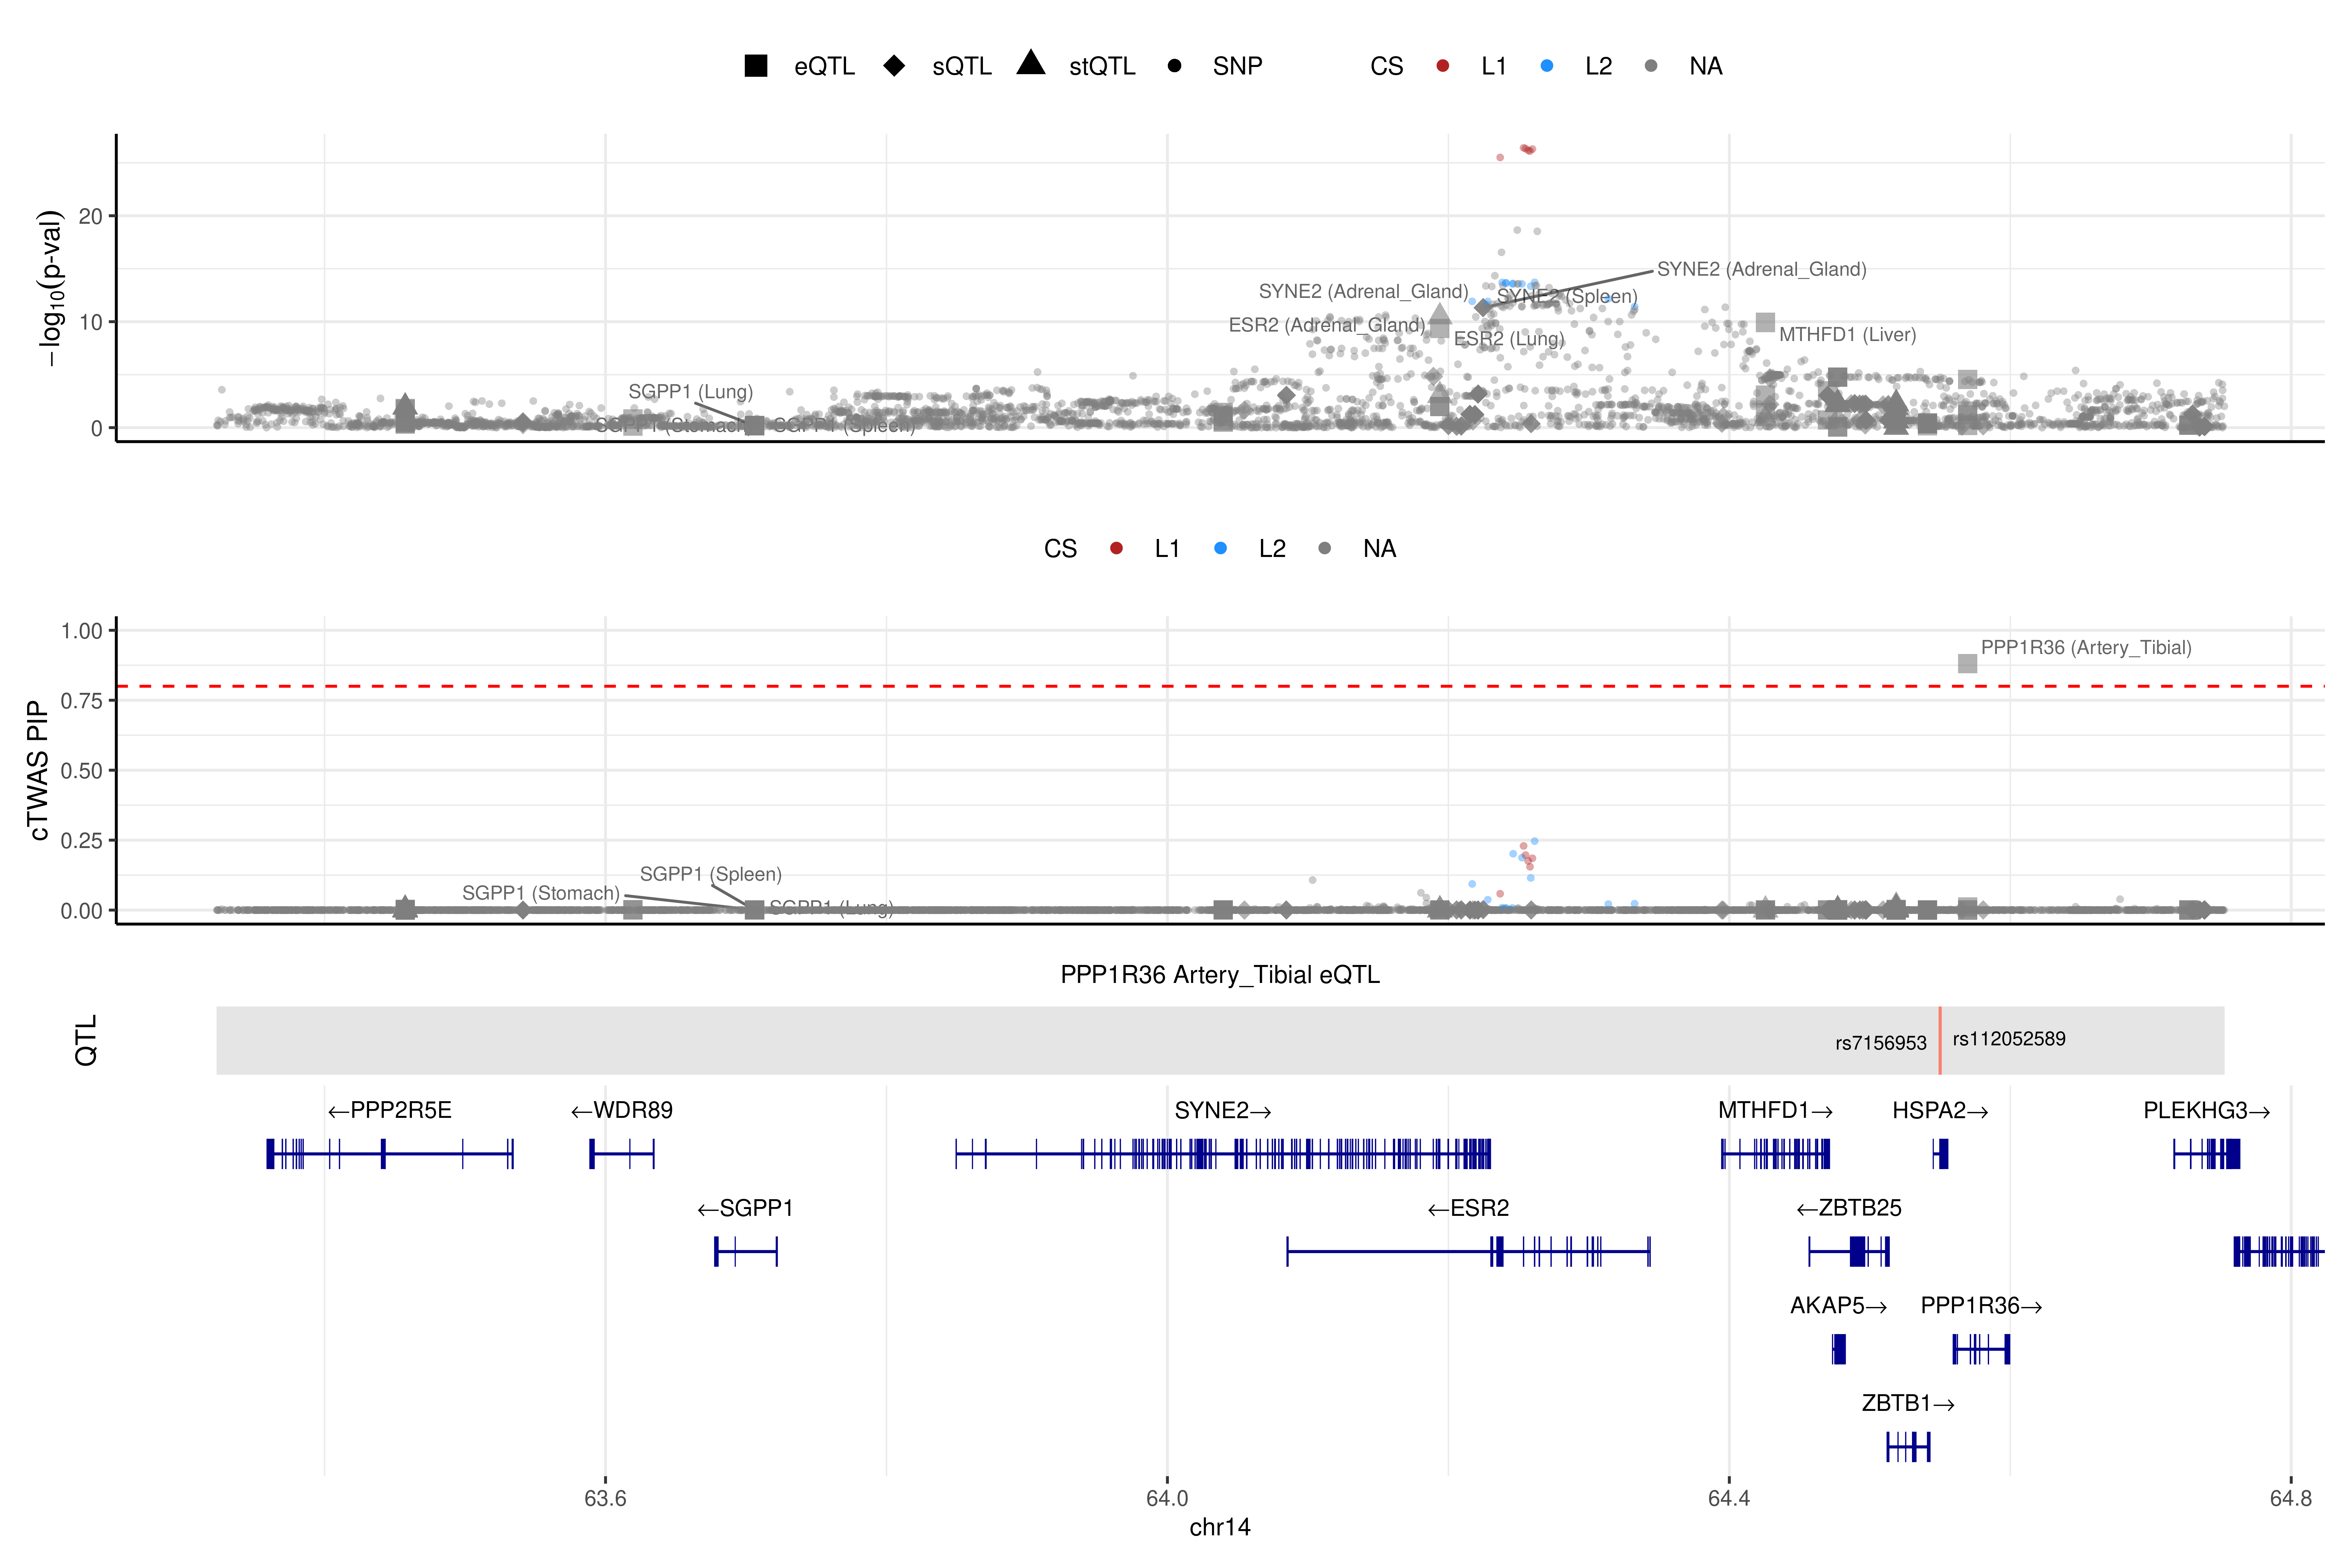 eQTL sQTL stQTL SNP CS L1 L2 NA
−log10(p-val)
20
10
0
SYNE2 (Adrenal_Gland)
SYNE2 (Adrenal_Gland)
SYNE2 (Spleen)
ESR2 (Adrenal_Gland)
ESR2 (Lung)
MTHFD1 (Liver)
SGPP1 (Lung)
SGPP1 (Stomach)
SGPP1 (Spleen)
CS L1 L2 NA
cTWAS PIP
1.00
0.75
0.50
0.25
0.00
PPP1R36 (Artery_Tibial)
SGPP1 (Spleen)
SGPP1 (Stomach)
SGPP1 (Lung)
PPP1R36 Artery_Tibial eQTL
QTL
rs7156953 rs112052589
←PPP2R5E ←WDR89 SYNE2→ MTHFD1→ HSPA2→ PLEKHG3→
←SGPP1 ←ESR2 ←ZBTB25
AKAP5→ PPP1R36→
ZBTB1→
63.6 64.0 64.4 64.8
chr14